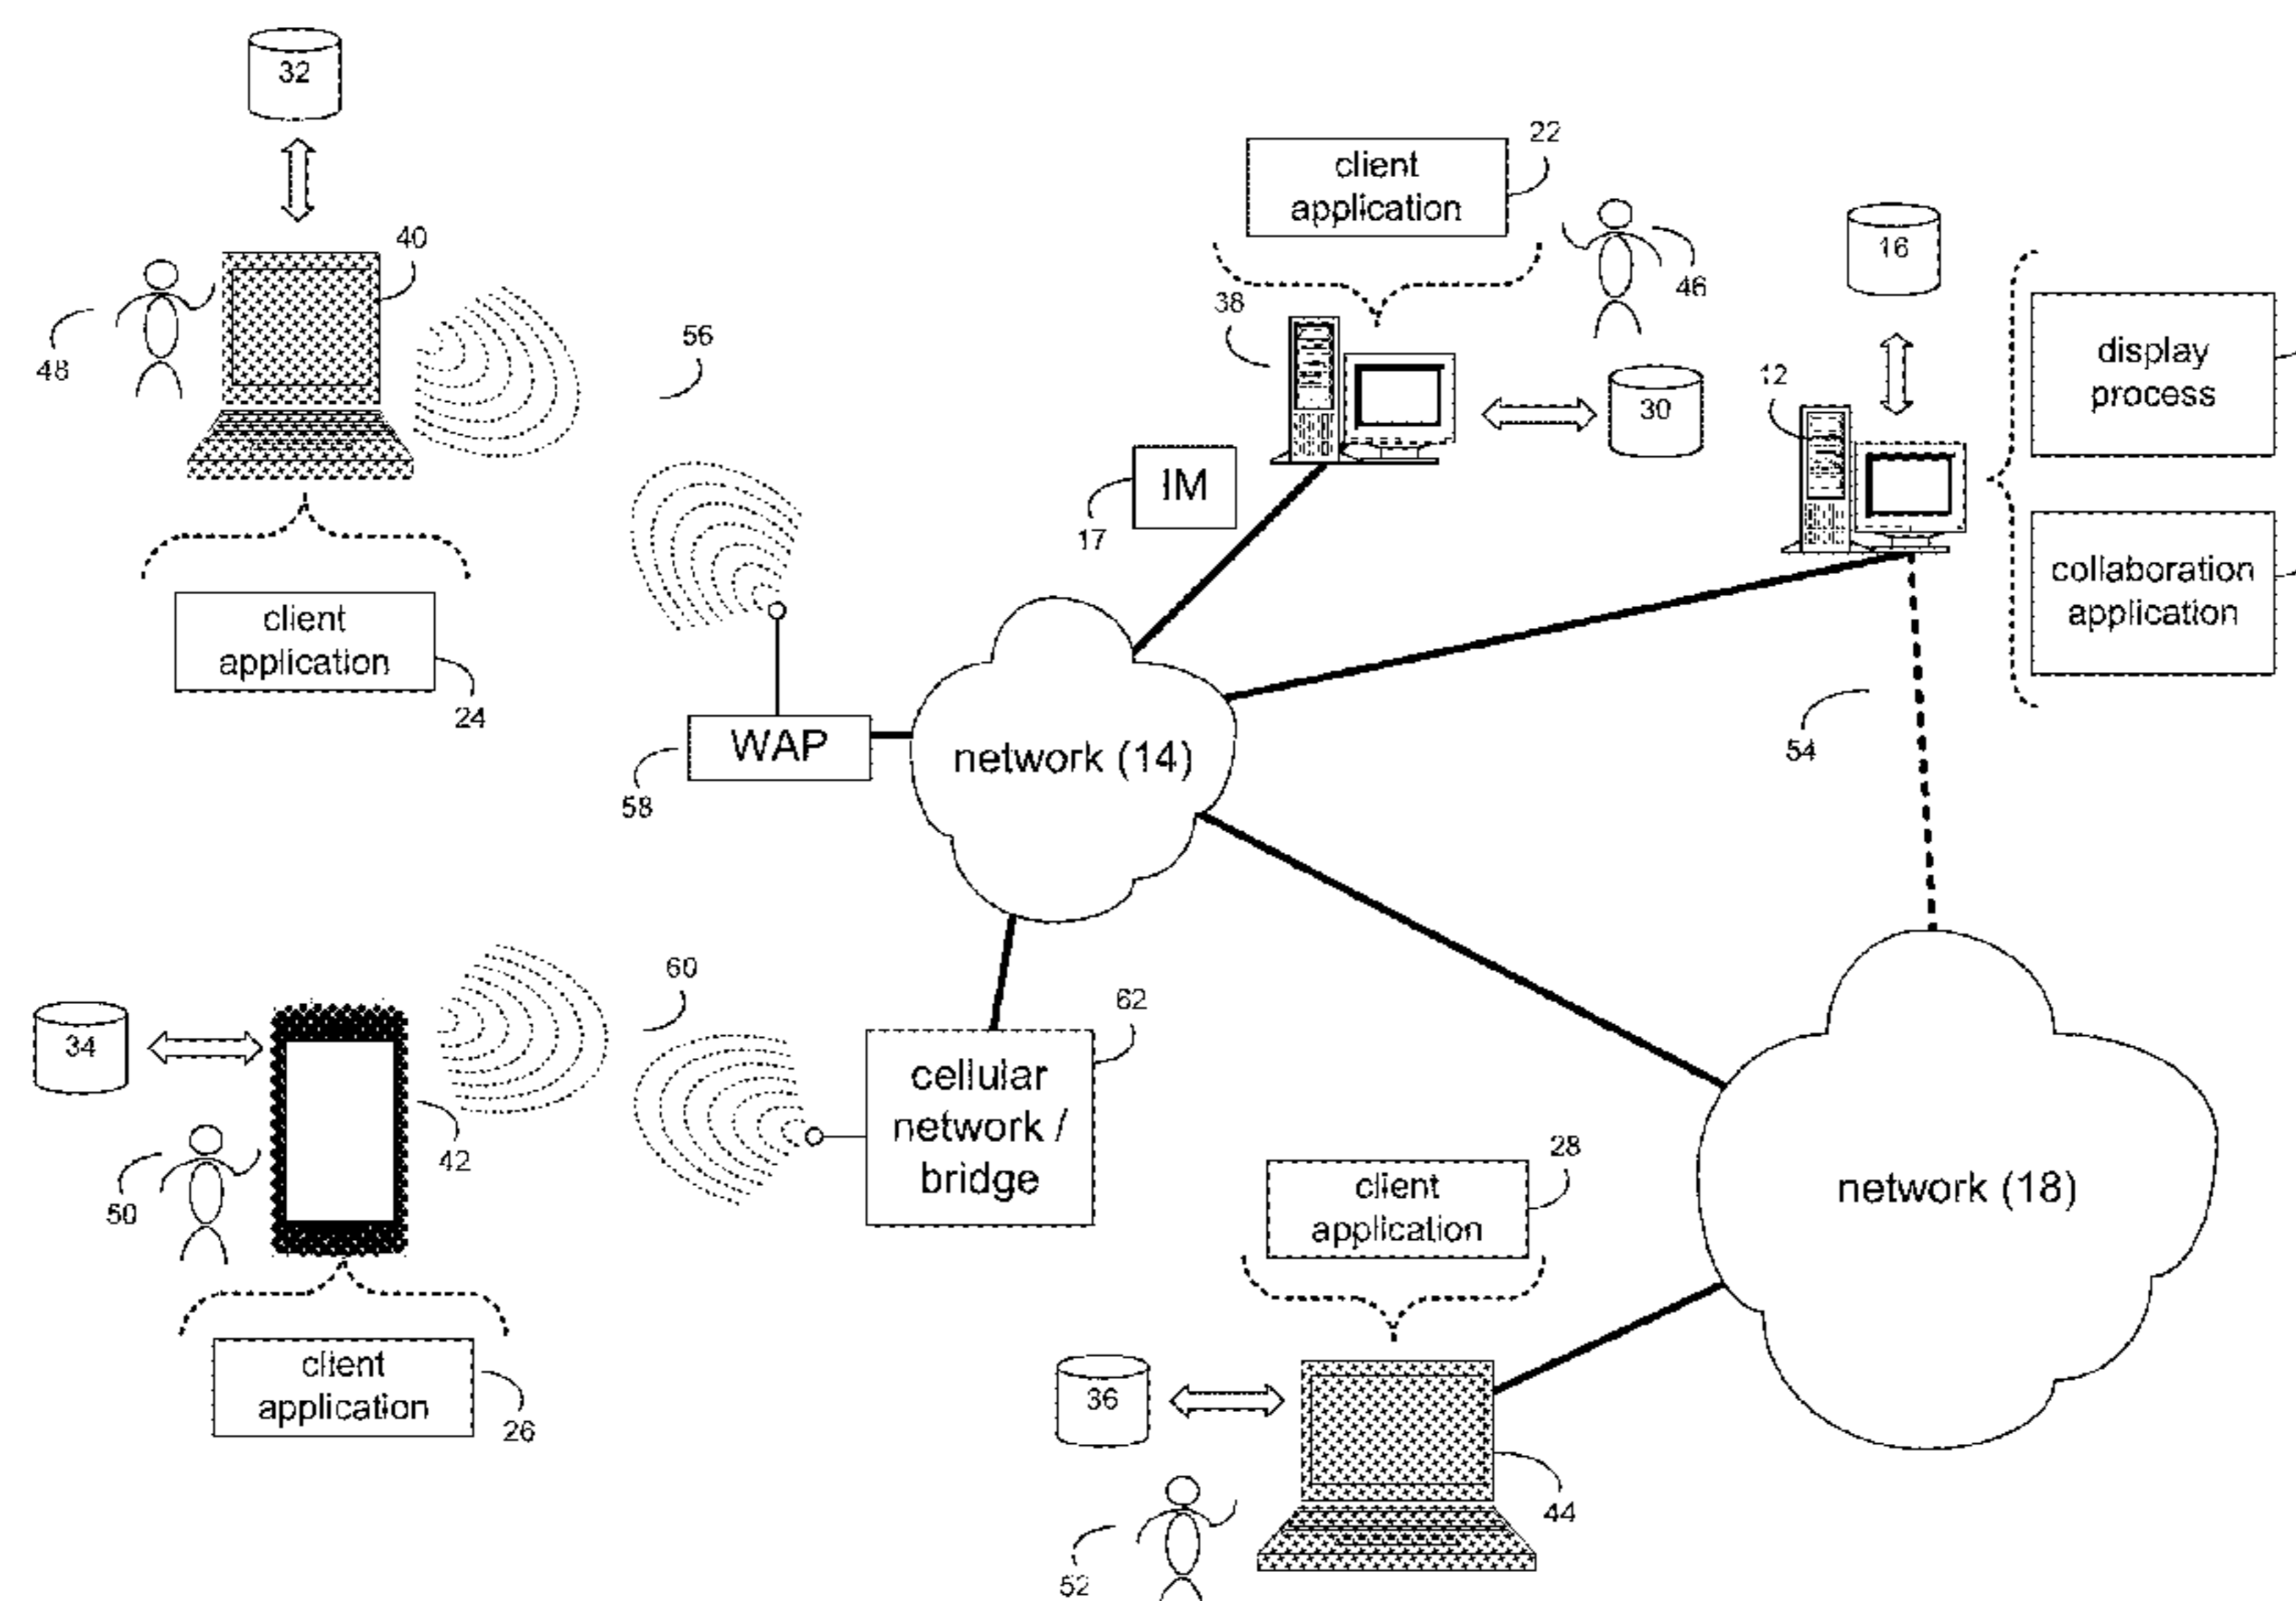 32
40
48
56
client
application
24
22
client
application
46
38
30
IM
17
16
12
display
process
collaboration
application
54
WAP
58
network (14)
60
34
42
50
client
application
26
62
cellular
network /
bridge
28
client
application
network (18)
36
44
52